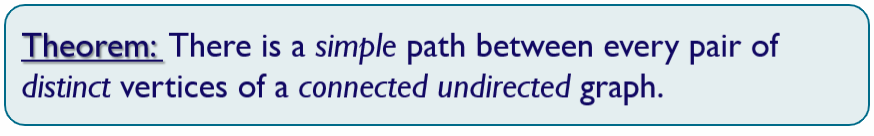 Theorem: There is a simple path between every pair of
distinct vertices of a connected undirected graph.